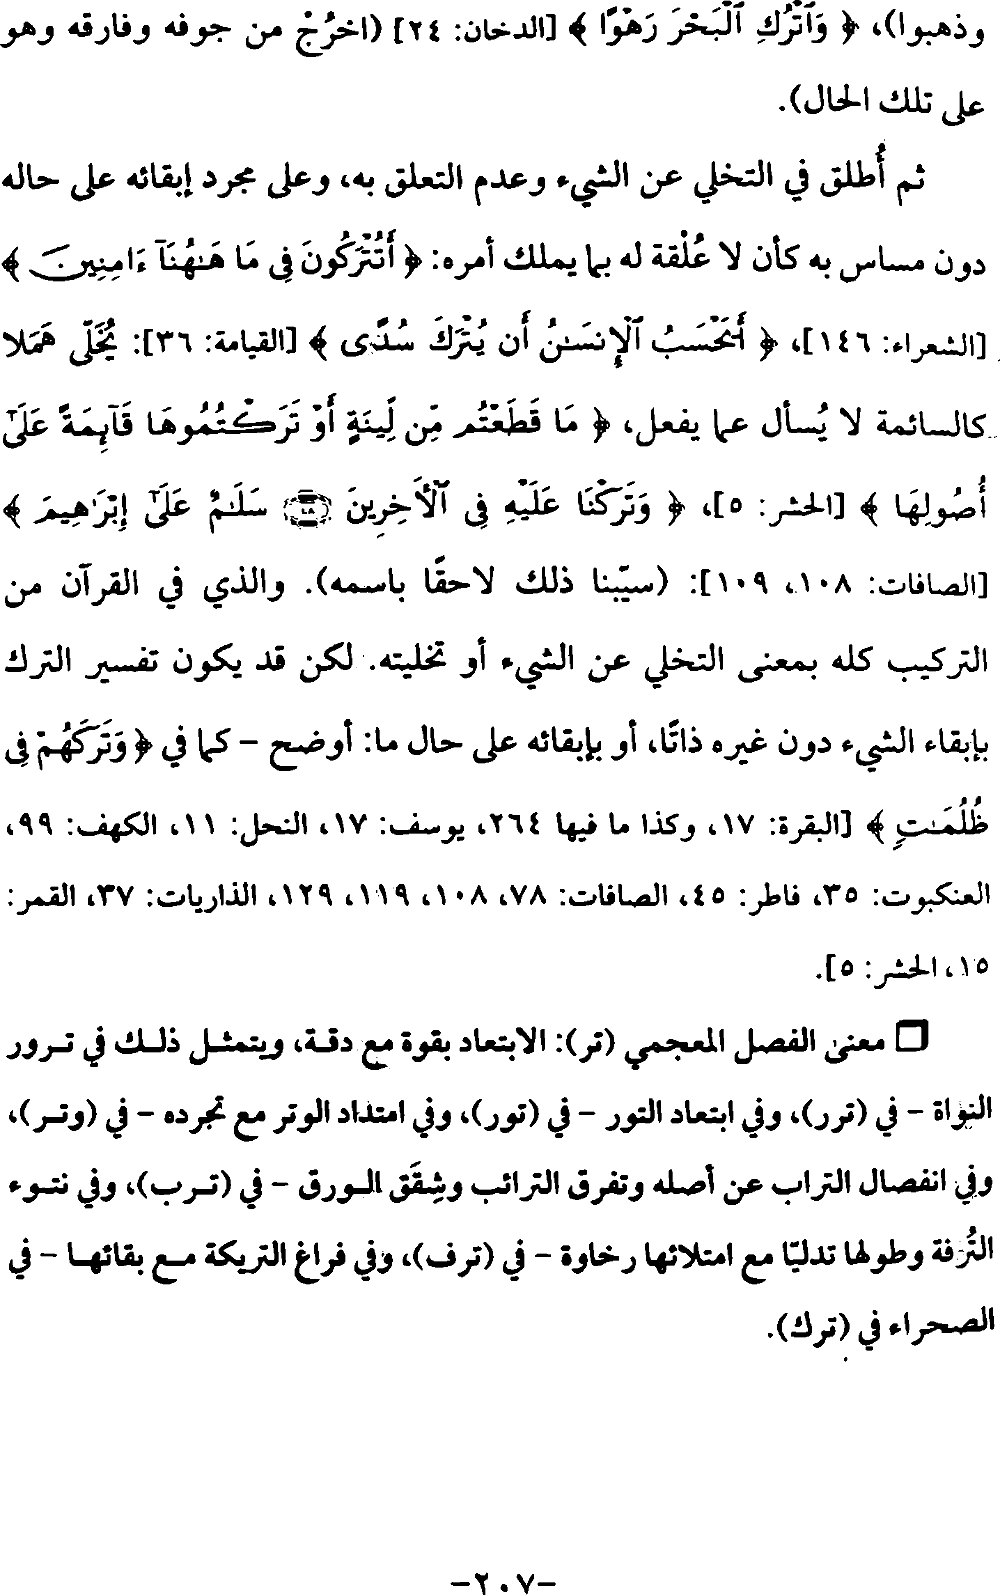 وذهبوا)، ﴿ وَٱتْرُكِ ٱلْبَحْرَ رَهْوًا ﴾ [الدخان: ٢٤] (اخرُجْ من جوفه وفارقه وهو
على تلك الحال).
ثم أُطلق في التخلي عن الشيء وعدم التعلق به، وعلى مجرد إبقائه على حاله
دون مساس به كأن لا عُلْقة له بما يملك أمره: ﴿ أَتُتْرَكُونَ فِى مَا هَـٰهُنَآ ءَامِنِينَ ﴾
[الشعراء: ١٤٦]، ﴿ أَيَحْسَبُ ٱلْإِنسَـٰنُ أَن يُتْرَكَ سُدًى ﴾ [القيامة: ٣٦]: يُخَلَّى هَمَلا
كالسائمة لا يُسأل عما يفعل، ﴿ مَا قَطَعْتُم مِّن لِّينَةٍ أَوْ تَرَكْتُمُوهَا قَآئِمَةً عَلَىٰٓ
أُصُولِهَا ﴾ [الحشر: ٥]، ﴿ وَتَرَكْنَا عَلَيْهِ فِى ٱلْأَخِرِينَ ۝١٠٨ سَلَـٰمٌ عَلَىٰٓ إِبْرَٰهِيمَ ﴾
[الصافات: ١٠٨، ١٠٩]: (سيّبنا ذلك لاحقًا باسمه). والذي في القرآن من
التركيب كله بمعنى التخلي عن الشيء أو تخليته. لكن قد يكون تفسير الترك
بإبقاء الشيء دون غيره ذاتًا، أو بإبقائه على حال ما: أوضح – كما في ﴿ وَتَرَكَهُمْ فِى
ظُلُمَـٰتٍ ﴾ [البقرة: ١٧، وكذا ما فيها ٢٦٤، يوسف: ١٧، النحل: ١١، الكهف: ٩٩،
العنكبوت: ٣٥، فاطر: ٤٥، الصافات: ٧٨، ١٠٨، ١١٩، ١٢٩، الذاريات: ٣٧، القمر:
١٥، الحشر: ٥].
❒ معنى الفصل المعجمي (تر): الابتعاد بقوة مع دقة، ويتمثل ذلك في ترور
النواة – في (ترر)، وفي ابتعاد التور – في (تور)، وفي امتداد الوتر مع تجرده – في (وتر)،
وفي انفصال التراب عن أصله وتفرق الترائب وشِقَق الورق – في (ترب)، وفي نتوء
التُّرفة وطولها تدليّا مع امتلائها رخاوة – في (ترف)، وفي فراغ التريكة مع بقائها – في
الصحراء في (ترك).
–٢٠٧–